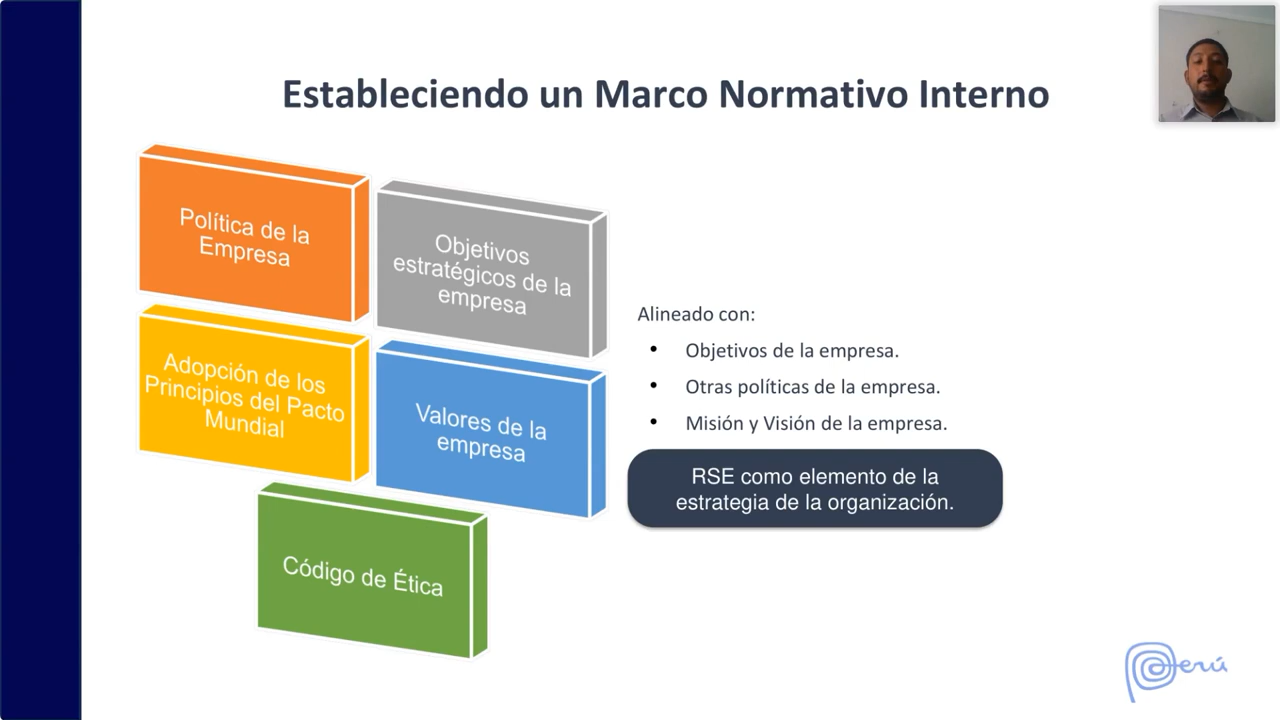 Estableciendo un Marco Normativo Interno
Política de la
Empresa
Objetivos
estratégicos de la
empresa
Adopción de los
Principios del Pacto
Mundial
Valores de la
empresa
Código de Ética
Alineado con:
• Objetivos de la empresa.
• Otras políticas de la empresa.
• Misión y Visión de la empresa.
RSE como elemento de la
estrategia de la organización.
Perú